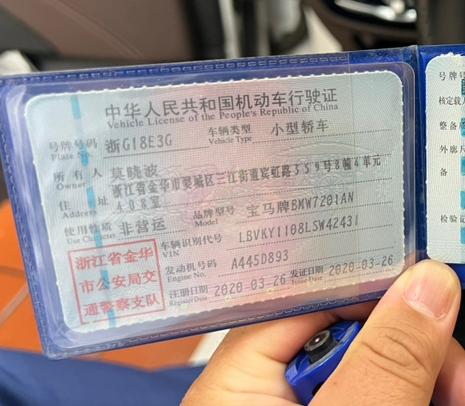 中华人民共和国机动车行驶证
Vehicle License of the People's Republic of China
号牌号码 浙G18E3G 车辆类型 小型轿车
Plate No. Vehicle Type
所有人 莫晓波
Owner
住址 浙江省金华市婺城区三江街道宾虹路359号8幢4单元
Address 408室
使用性质 非营运 品牌型号 宝马牌BMW7201AN
Use Character Model
车辆识别代号 LBVKY1108LSW42431
VIN
发动机号码 A445D893
Engine No.
注册日期 2020-03-26 发证日期 2020-03-26
Register Date Issue Date
浙江省金华
市公安局交
通警察支队
号牌号
核定载
整备
外廓尺
备
检验记